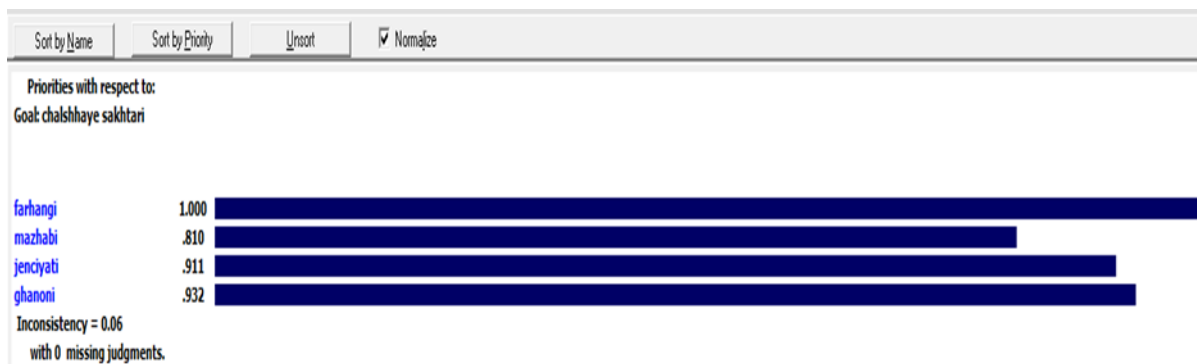 Sort by Name Sort by Priority Unsort Normalize
Priorities with respect to:
Goal: chalshhaye sakhtari
farhangi 1.000
mazhabi .810
jenciyati .911
ghanoni .932
Inconsistency = 0.06
with 0 missing judgments.